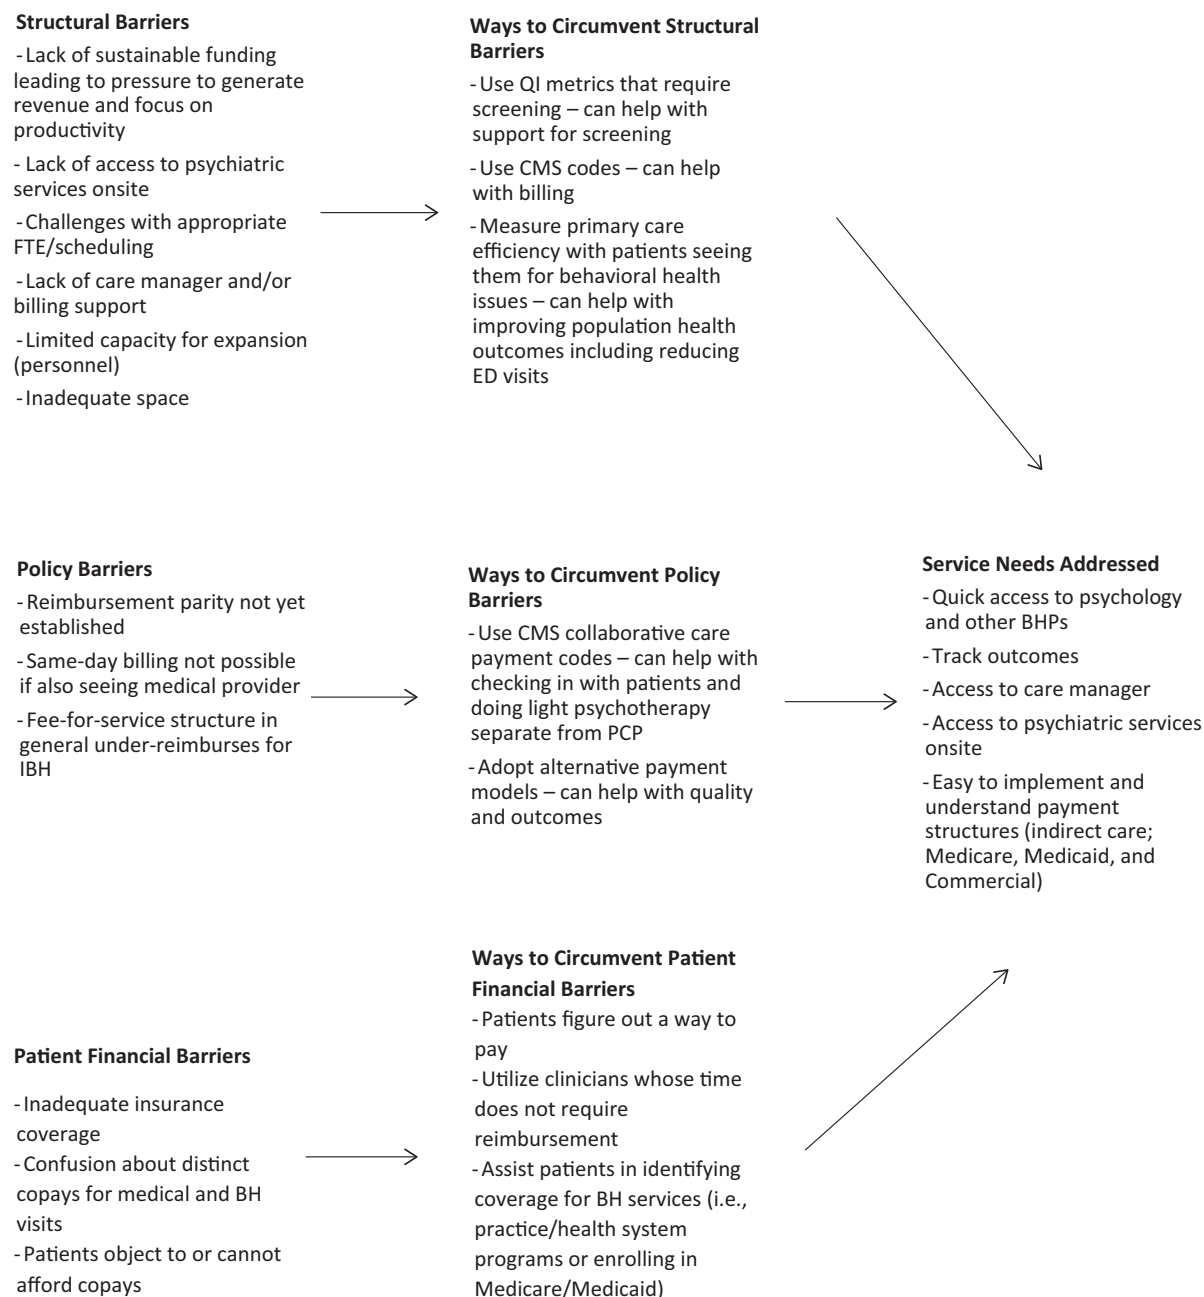 Structural Barriers
- Lack of sustainable funding
leading to pressure to generate
revenue and focus on
productivity
- Lack of access to psychiatric
services onsite
- Challenges with appropriate
FTE/scheduling
- Lack of care manager and/or
billing support
- Limited capacity for expansion
(personnel)
- Inadequate space
Ways to Circumvent Structural
Barriers
- Use QI metrics that require
screening – can help with
support for screening
- Use CMS codes – can help
with billing
- Measure primary care
efficiency with patients seeing
them for behavioral health
issues – can help with
improving population health
outcomes including reducing
ED visits
Policy Barriers
- Reimbursement parity not yet
established
- Same-day billing not possible
if also seeing medical provider
- Fee-for-service structure in
general under-reimburses for
IBH
Ways to Circumvent Policy
Barriers
- Use CMS collaborative care
payment codes – can help with
checking in with patients and
doing light psychotherapy
separate from PCP
- Adopt alternative payment
models – can help with quality
and outcomes
Service Needs Addressed
- Quick access to psychology
and other BHPs
- Track outcomes
- Access to care manager
- Access to psychiatric services
onsite
- Easy to implement and
understand payment
structures (indirect care;
Medicare, Medicaid, and
Commercial)
Patient Financial Barriers
- Inadequate insurance
coverage
- Confusion about distinct
copays for medical and BH
visits
- Patients object to or cannot
afford copays
Ways to Circumvent Patient
Financial Barriers
- Patients figure out a way to
pay
- Utilize clinicians whose time
does not require
reimbursement
- Assist patients in identifying
coverage for BH services (i.e.,
practice/health system
programs or enrolling in
Medicare/Medicaid)